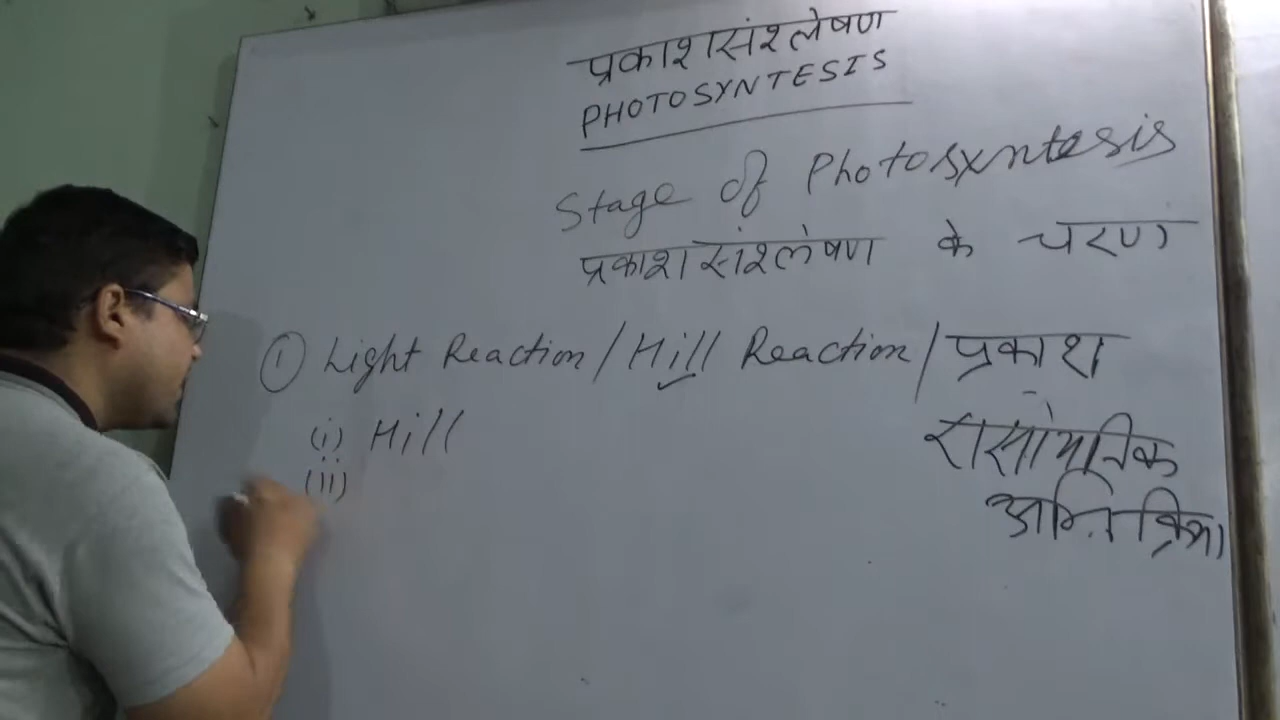 प्रकाशसंश्लेषण
PHOTOSYNTESIS
Stage of Photosyntesis
प्रकाशसंश्लेषण के चरण
① Light Reaction / Hill Reaction / प्रकाश
रासायनिक
अभिक्रिया
(i) Hill
(ii)